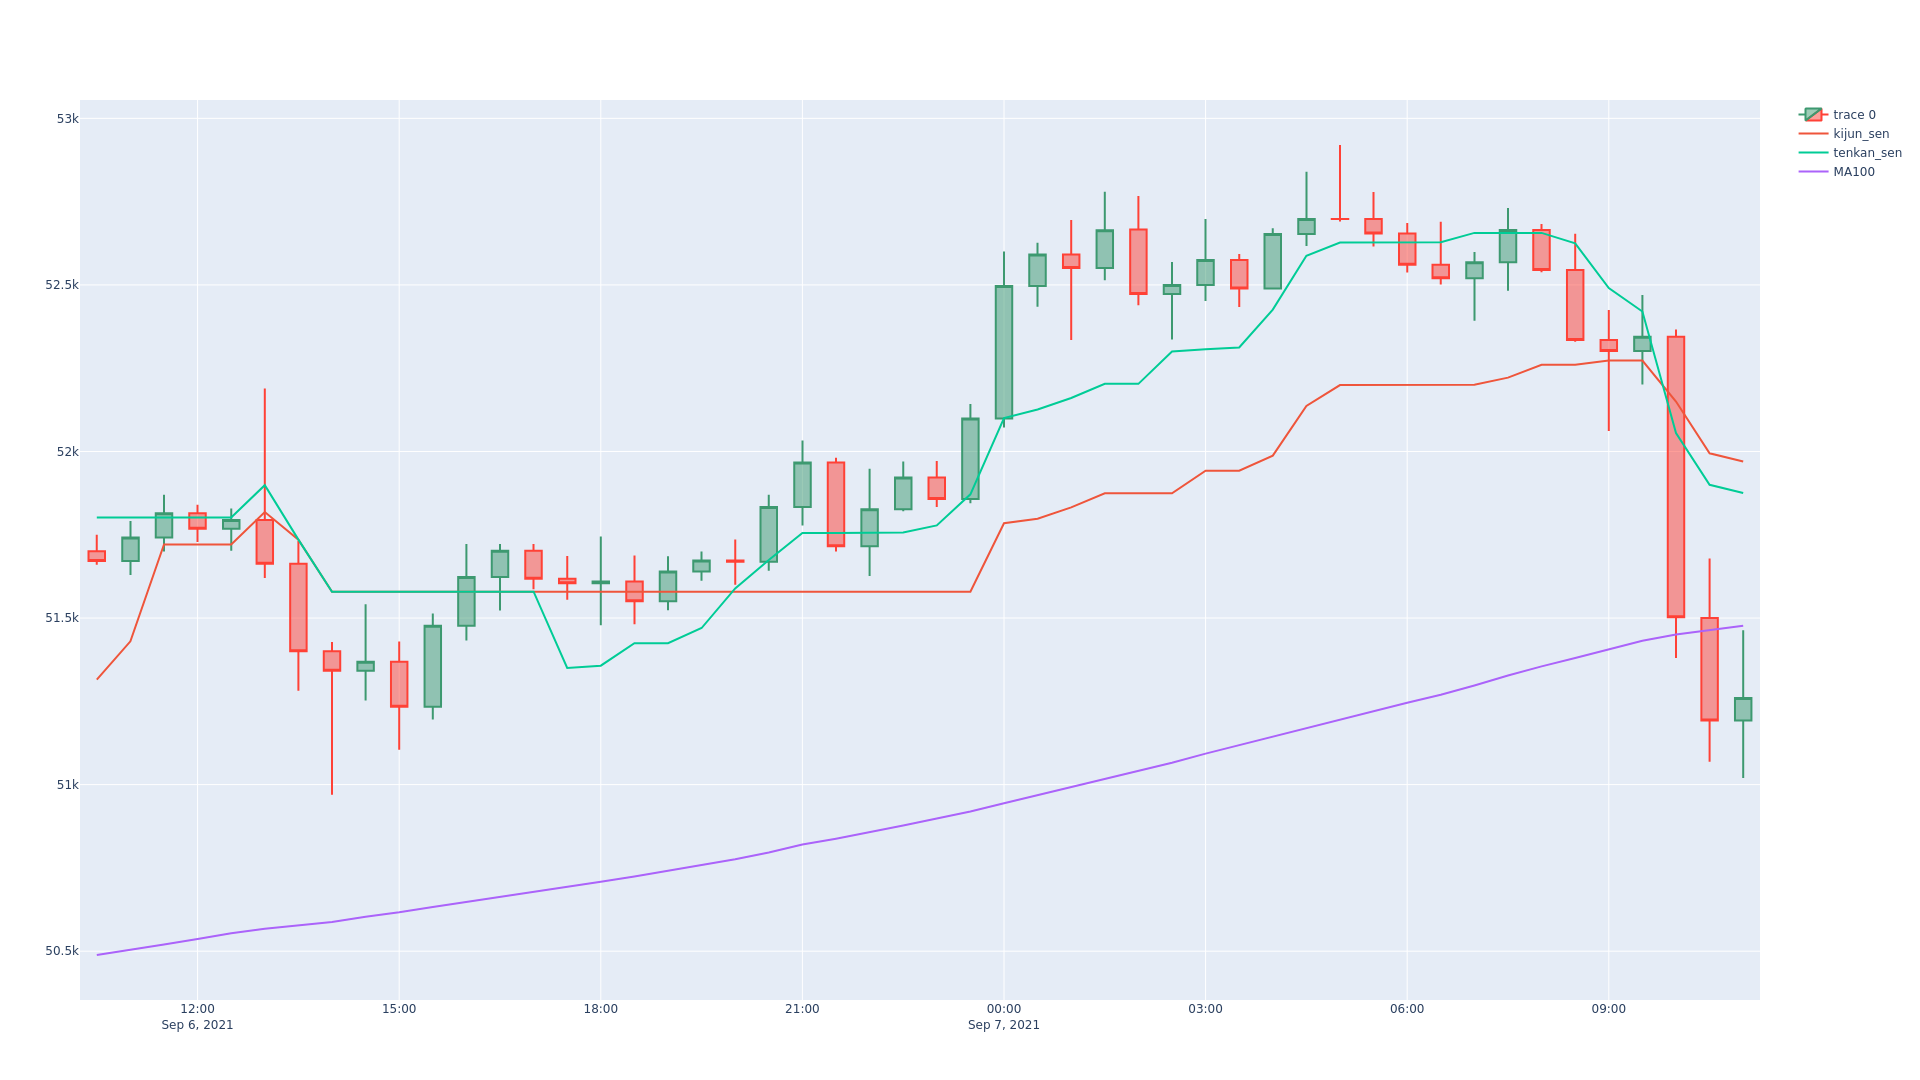 53k
52.5k
52k
51.5k
51k
50.5k
12:00
Sep 6, 2021
15:00
18:00
21:00
00:00
Sep 7, 2021
03:00
06:00
09:00
trace 0
kijun_sen
tenkan_sen
MA100